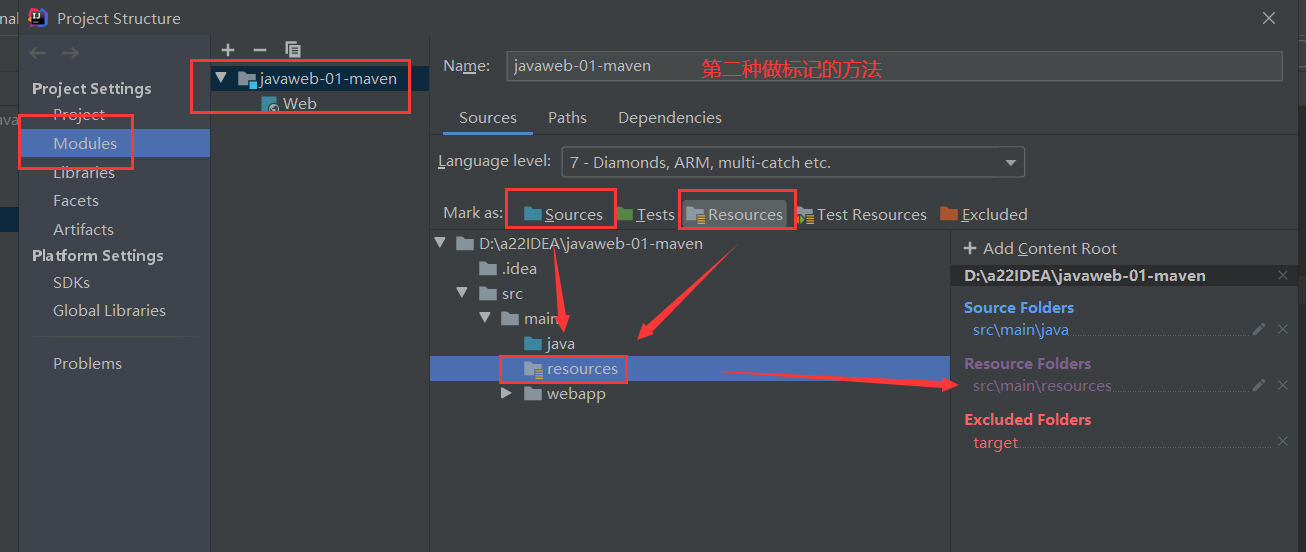 nal
Project Structure
Project Settings
Project
Modules
Libraries
Facets
Artifacts
Platform Settings
SDKs
Global Libraries
Problems
java
javaweb-01-maven
Web
Name: javaweb-01-maven 第二种做标记的方法
Sources Paths Dependencies
Language level: 7 - Diamonds, ARM, multi-catch etc.
Mark as: Sources Tests Resources Test Resources Excluded
D:\a22IDEA\javaweb-01-maven
.idea
src
main
java
resources
webapp
Add Content Root
D:\a22IDEA\javaweb-01-maven
Source Folders
src\main\java
Resource Folders
src\main\resources
Excluded Folders
target